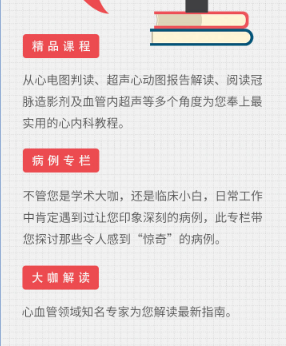 精品课程
从心电图判读、超声心动图报告解读、阅读冠
脉造影剂及血管内超声等多个角度为您奉上最
实用的心内科教程。
病例专栏
不管您是学术大咖，还是临床小白，日常工作
中肯定遇到过让您印象深刻的病例，此专栏带
您探讨那些令人感到“惊奇”的病例。
大咖解读
心血管领域知名专家为您解读最新指南。